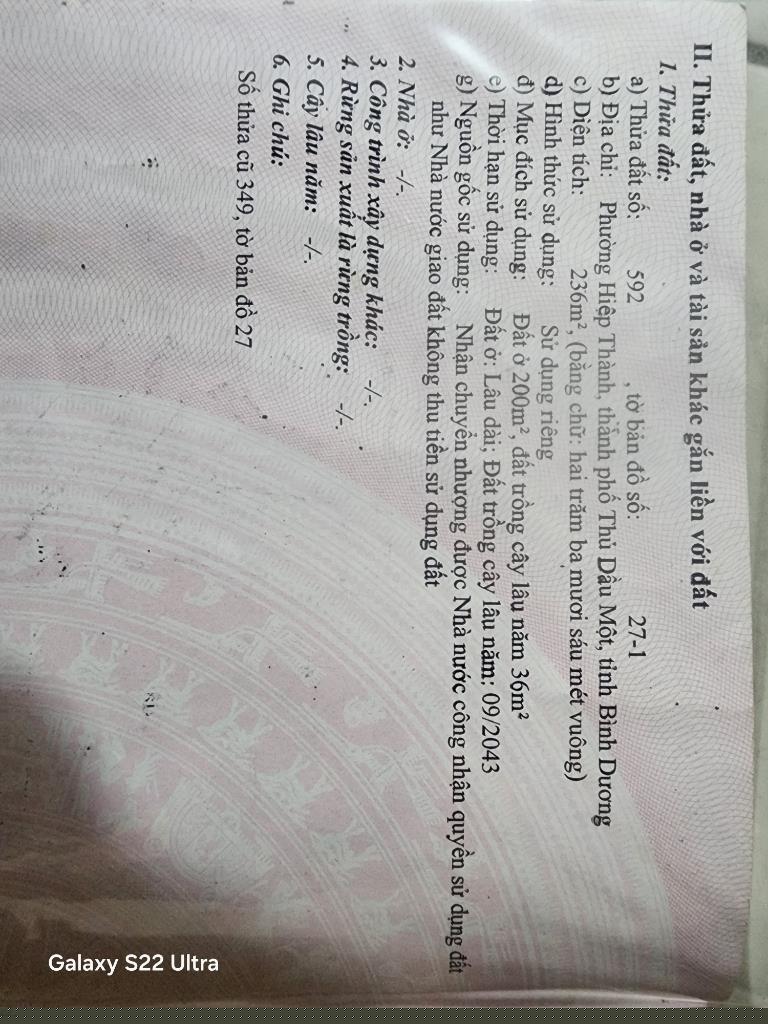 II. Thửa đất, nhà ở và tài sản khác gắn liền với đất
1. Thửa đất:
a) Thửa đất số: 592 , tờ bản đồ số: 27-1
b) Địa chỉ: Phường Hiệp Thành, thành phố Thủ Dầu Một, tỉnh Bình Dương
c) Diện tích: 236m², (bằng chữ: hai trăm ba mươi sáu mét vuông)
d) Hình thức sử dụng: Sử dụng riêng
đ) Mục đích sử dụng: Đất ở 200m², đất trồng cây lâu năm 36m²
e) Thời hạn sử dụng: Đất ở: Lâu dài; Đất trồng cây lâu năm: 09/2043
g) Nguồn gốc sử dụng: Nhận chuyển nhượng được Nhà nước công nhận quyền sử dụng đất
như Nhà nước giao đất không thu tiền sử dụng đất
2. Nhà ở: -/-.
3. Công trình xây dựng khác: -/-.
4. Rừng sản xuất là rừng trồng: -/-.
5. Cây lâu năm: -/-.
6. Ghi chú:
Số thửa cũ 349, tờ bản đồ 27
Galaxy S22 Ultra